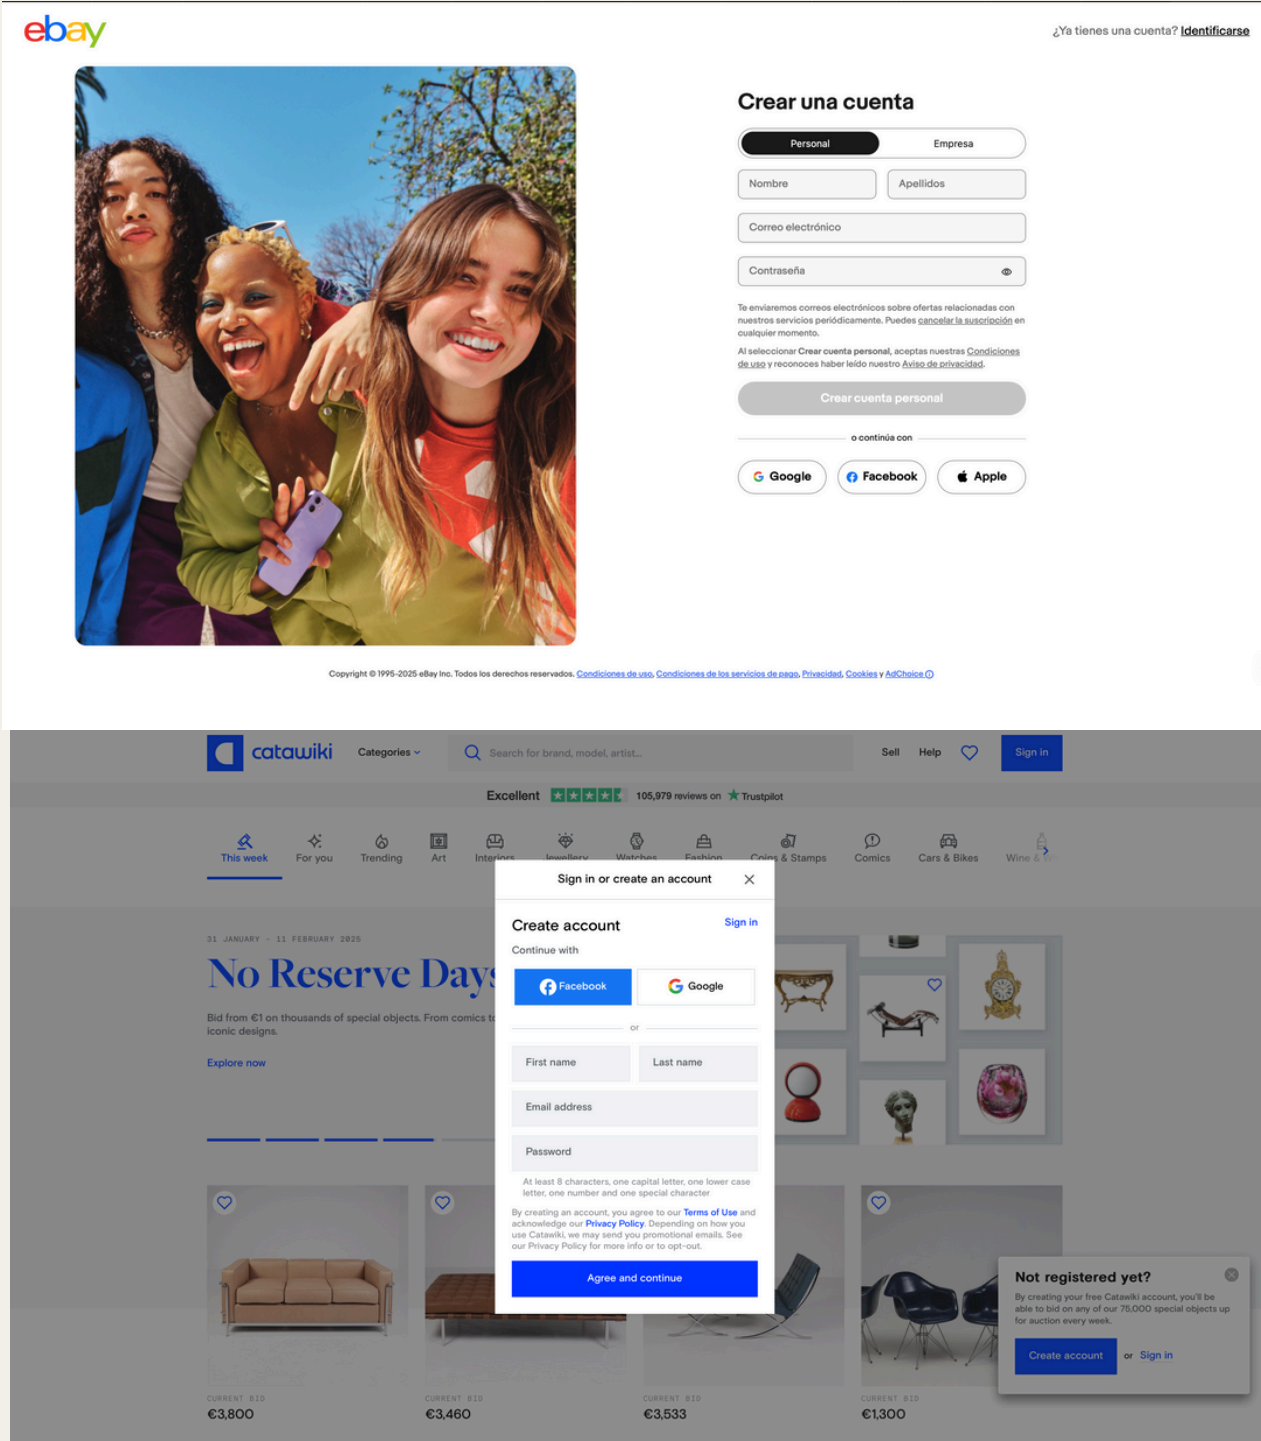 ebay
¿Ya tienes una cuenta? Identificarse
Crear una cuenta
Personal
Empresa
Nombre
Apellidos
Correo electrónico
Contraseña
Te enviaremos correos electrónicos sobre ofertas relacionadas con
nuestros servicios periódicamente. Puedes cancelar la suscripción en
cualquier momento.
Al seleccionar Crear cuenta personal, aceptas nuestras Condiciones
de uso y reconoces haber leído nuestro Aviso de privacidad.
Crear cuenta personal
o continúa con
Google
Facebook
Apple
Copyright © 1995-2025 eBay Inc. Todos los derechos reservados. Condiciones de uso, Condiciones de los servicios de pago, Privacidad, Cookies y AdChoice
catawiki
Categories
Search for brand, model, artist...
Sell
Help
Sign in
Excellent
105,979 reviews on Trustpilot
This week
For you
Trending
Art
Interiors
Jewellery
Watches
Fashion
Coins & Stamps
Comics
Cars & Bikes
Wine &
Sign in or create an account
Create account
Sign in
Continue with
Facebook
Google
or
First name
Last name
Email address
Password
At least 8 characters, one capital letter, one lower case
letter, one number and one special character
By creating an account, you agree to our Terms of Use and
acknowledge our Privacy Policy. Depending on how you
use Catawiki, we may send you promotional emails. See
our Privacy Policy for more info or to opt-out.
Agree and continue
31 JANUARY - 11 FEBRUARY 2025
No Reserve Days
Bid from €1 on thousands of special objects. From comics to
iconic designs.
Explore now
Not registered yet?
By creating your free Catawiki account, you'll be
able to bid on any of our 75,000 special objects up
for auction every week.
Create account
or
Sign in
CURRENT BID
€3,800
CURRENT BID
€3,460
CURRENT BID
€3,533
CURRENT BID
€1,300